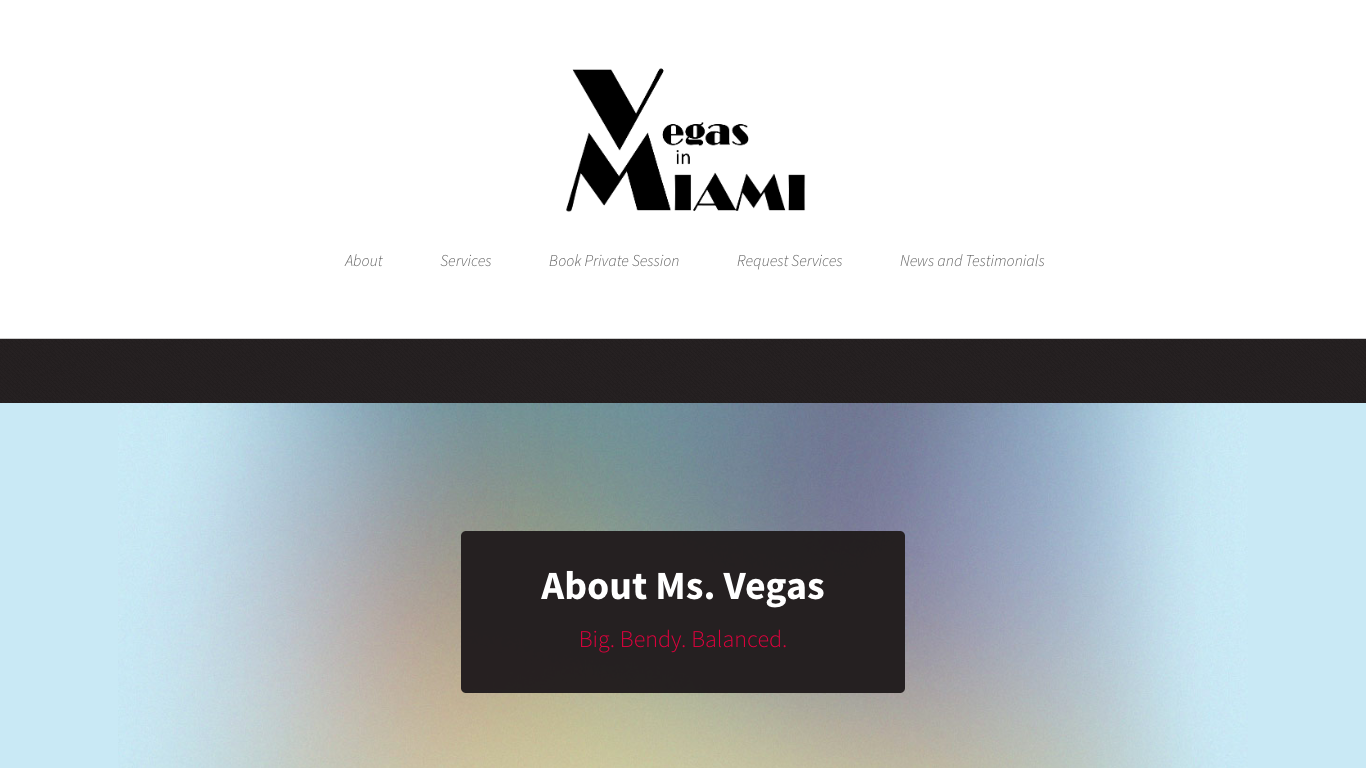 Vegas
in
MIAMI
About
Services
Book Private Session
Request Services
News and Testimonials
About Ms. Vegas
Big. Bendy. Balanced.